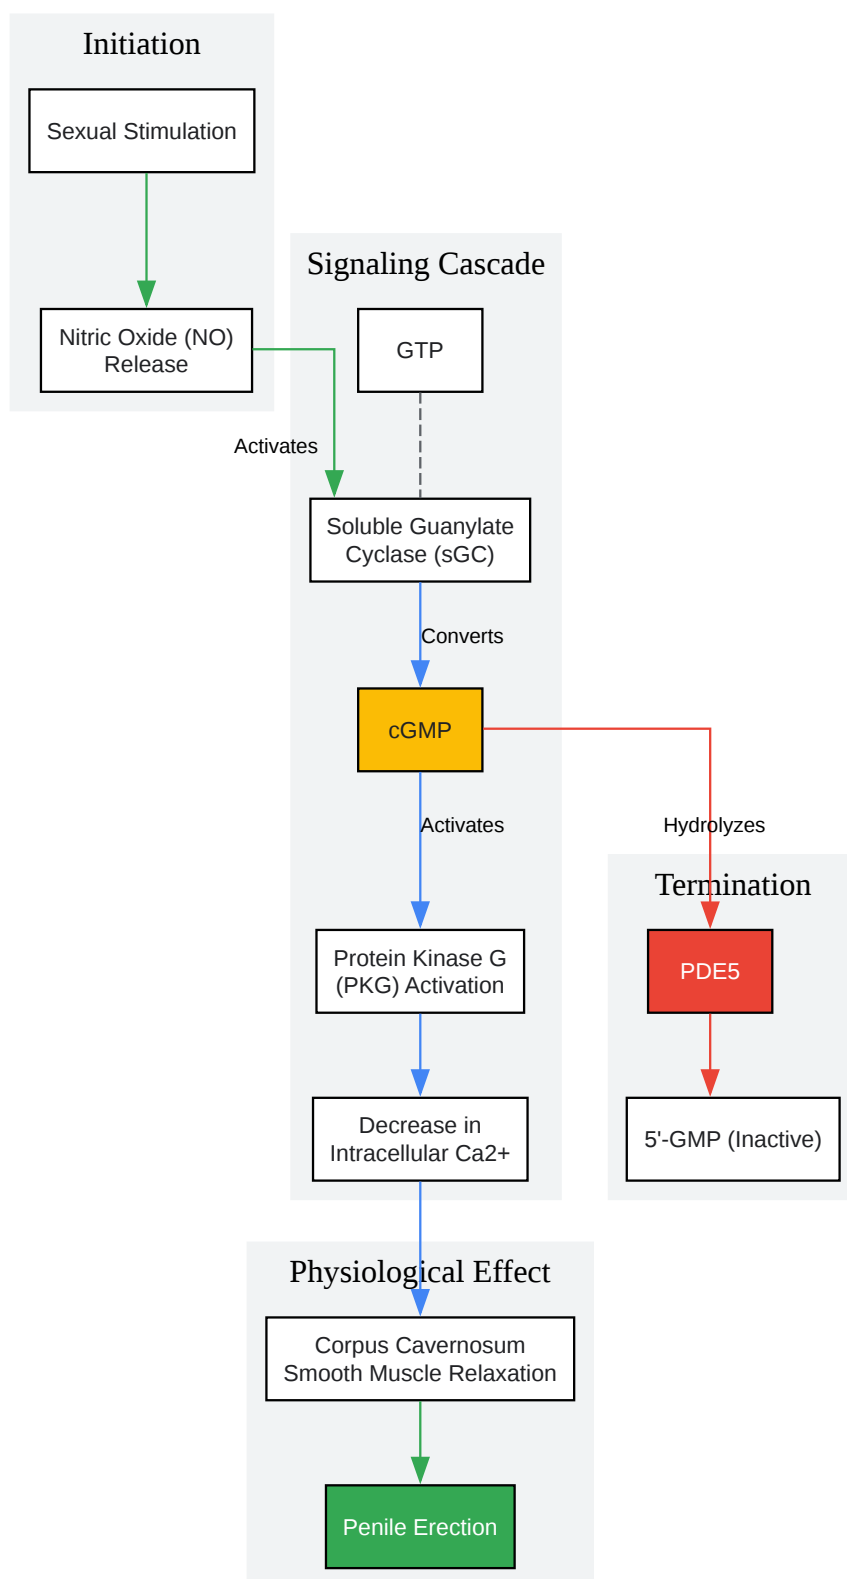 Initiation
Sexual Stimulation
Nitric Oxide (NO)
Release
Signaling Cascade
GTP
Activates
Soluble Guanylate
Cyclase (sGC)
Converts
cGMP
Activates
Hydrolyzes
Termination
Protein Kinase G
(PKG) Activation
PDE5
Decrease in
Intracellular Ca2+
5'-GMP (Inactive)
Physiological Effect
Corpus Cavernosum
Smooth Muscle Relaxation
Penile Erection